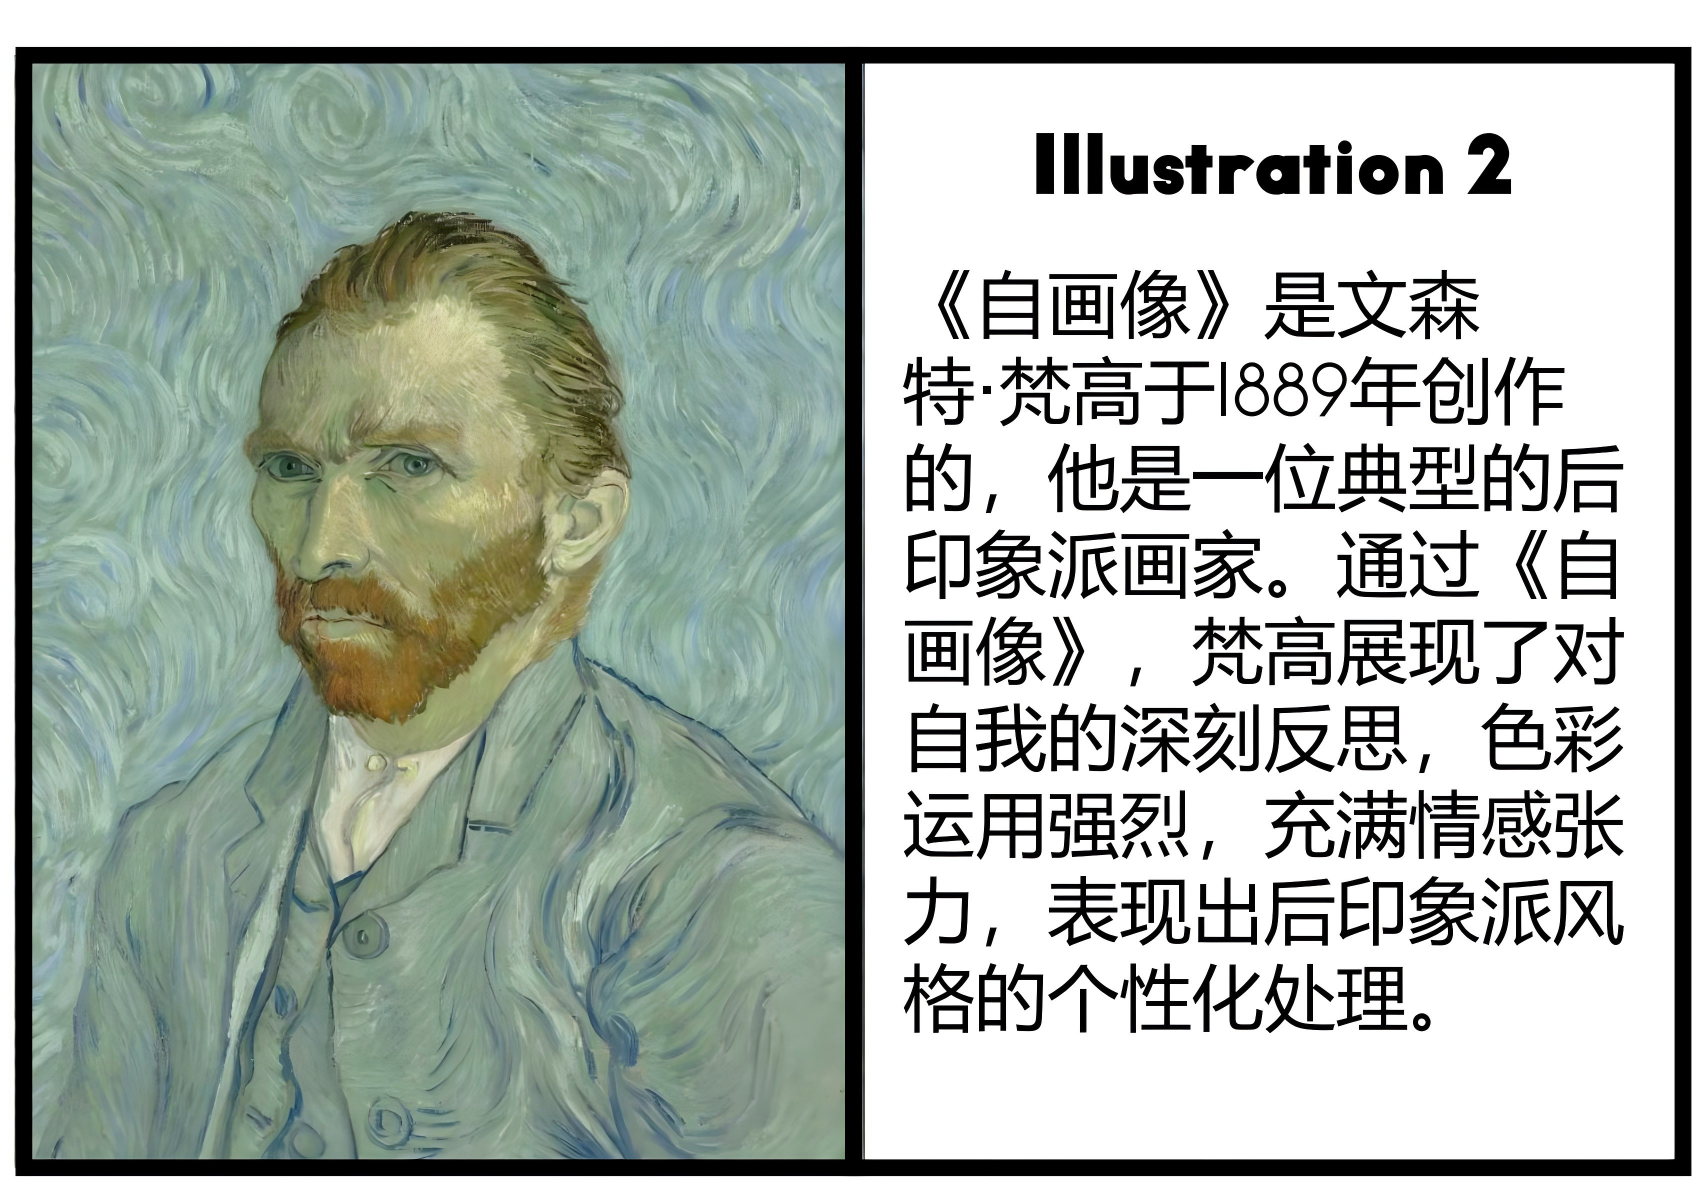 Illustration 2
《自画像》是文森
特·梵高于1889年创作
的，他是一位典型的后
印象派画家。通过《自
画像》，梵高展现了对
自我的深刻反思，色彩
运用强烈，充满情感张
力，表现出后印象派风
格的个性化处理。